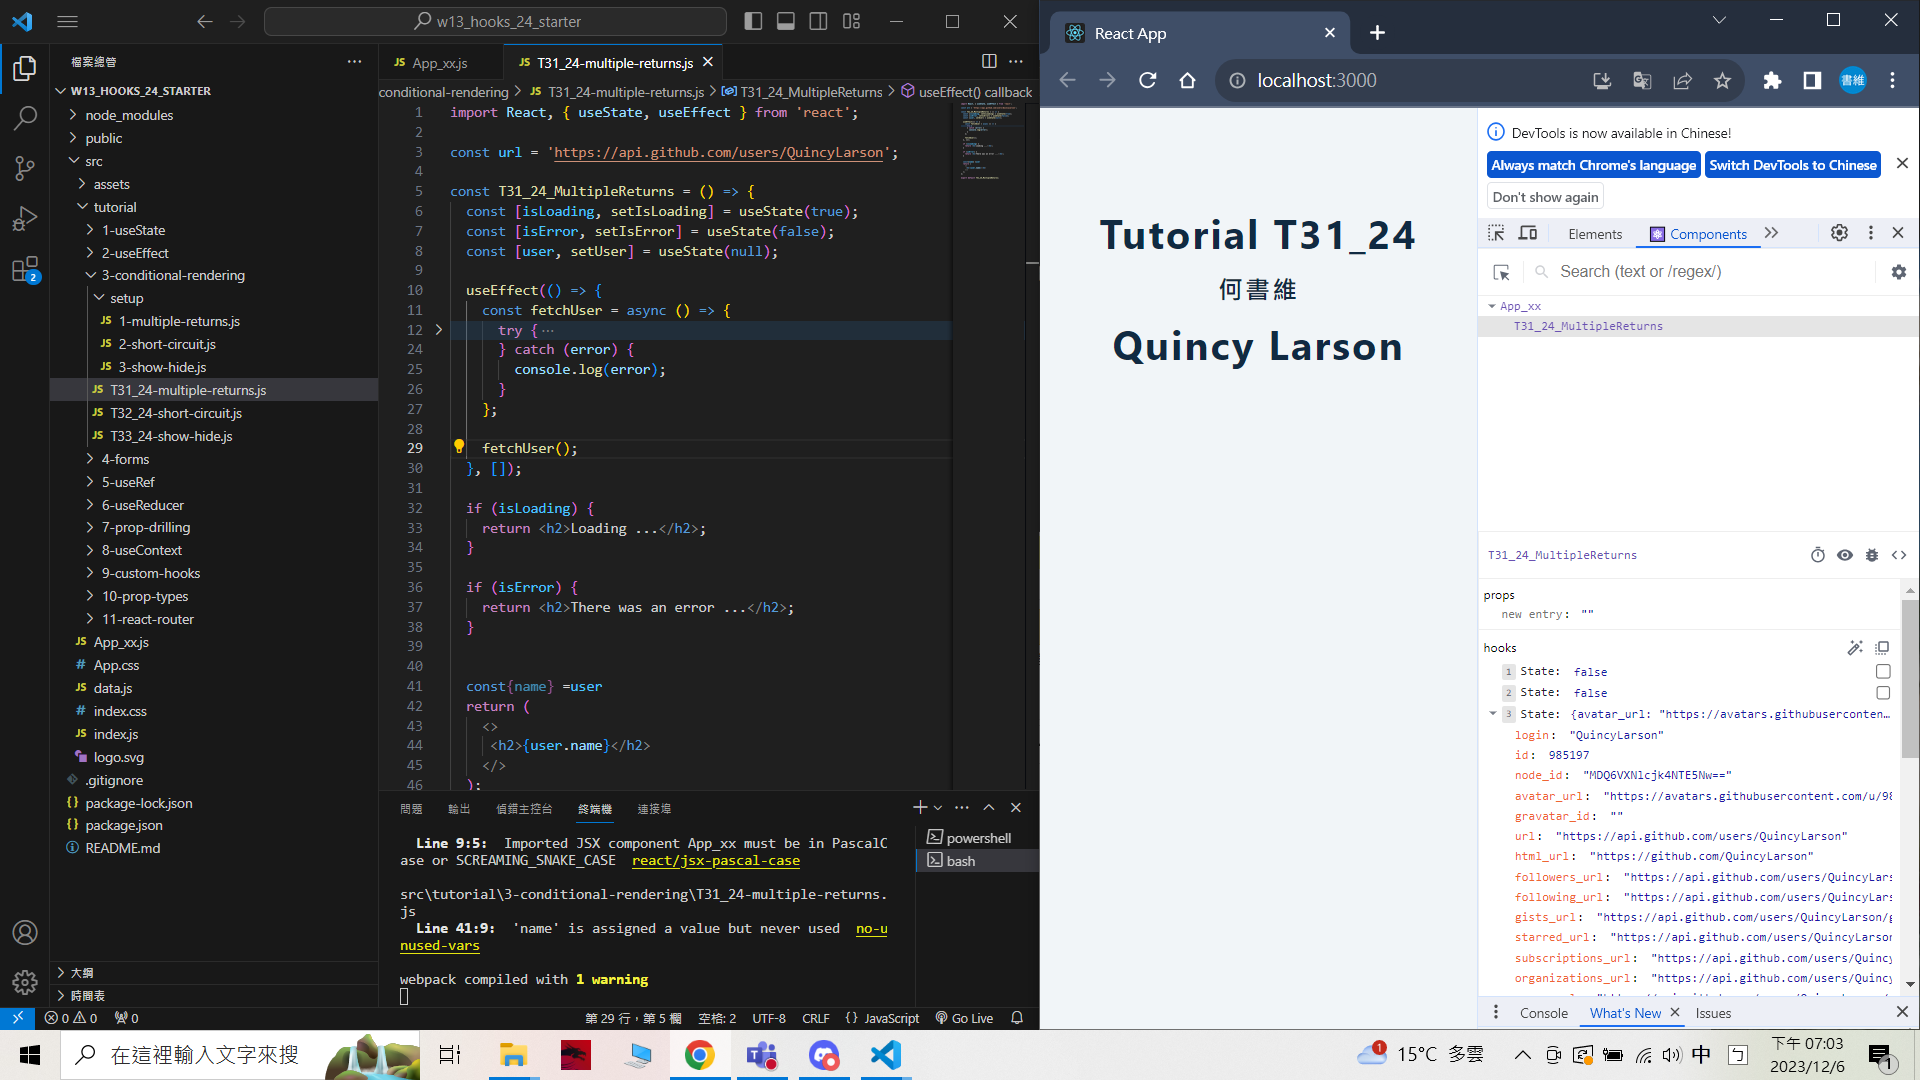 w13_hooks_24_starter
檔案總管
W13_HOOKS_24_STARTER
node_modules
public
src
assets
tutorial
1-useState
2-useEffect
3-conditional-rendering
setup
JS 1-multiple-returns.js
JS 2-short-circuit.js
JS 3-show-hide.js
JS T31_24-multiple-returns.js
JS T32_24-short-circuit.js
JS T33_24-show-hide.js
4-forms
5-useRef
6-useReducer
7-prop-drilling
8-useContext
9-custom-hooks
10-prop-types
11-react-router
JS App_xx.js
# App.css
JS data.js
# index.css
JS index.js
logo.svg
.gitignore
{} package-lock.json
{} package.json
README.md
大綱
時間表
2
JS App_xx.js
JS T31_24-multiple-returns.js
conditional-rendering > JS T31_24-multiple-returns.js > T31_24_MultipleReturns > useEffect() callback
1 import React, { useState, useEffect } from 'react';
2
3 const url = 'https://api.github.com/users/QuincyLarson';
4
5 const T31_24_MultipleReturns = () => {
6 const [isLoading, setIsLoading] = useState(true);
7 const [isError, setIsError] = useState(false);
8 const [user, setUser] = useState(null);
9
10 useEffect(() => {
11 const fetchUser = async () => {
12 try {···
24 } catch (error) {
25 console.log(error);
26 }
27 };
28
29 fetchUser();
30 }, []);
31
32 if (isLoading) {
33 return <h2>Loading ...</h2>;
34 }
35
36 if (isError) {
37 return <h2>There was an error ...</h2>;
38 }
39
40
41 const{name} =user
42 return (
43 <>
44 <h2>{user.name}</h2>
45 </>
46 );
問題 輸出 偵錯主控台 終端機 連接埠
powershell
bash
Line 9:5: Imported JSX component App_xx must be in PascalC
ase or SCREAMING_SNAKE_CASE react/jsx-pascal-case
src\tutorial\3-conditional-rendering\T31_24-multiple-returns.
js
Line 41:9: 'name' is assigned a value but never used no-u
nused-vars
webpack compiled with 1 warning
0 0 0
第 29 行，第 5 欄 空格: 2 UTF-8 CRLF {} JavaScript Go Live
React App
localhost:3000
書維
Tutorial T31_24
何書維
Quincy Larson
DevTools is now available in Chinese!
Always match Chrome's language
Switch DevTools to Chinese
Don't show again
Elements
Components
Search (text or /regex/)
App_xx
T31_24_MultipleReturns
T31_24_MultipleReturns
props
new entry: ""
hooks
1 State: false
2 State: false
3 State: {avatar_url: "https://avatars.githubuserconten…
login: "QuincyLarson"
id: 985197
node_id: "MDQ6VXNlcjk4NTE5Nw=="
avatar_url: "https://avatars.githubusercontent.com/u/98
gravatar_id: ""
url: "https://api.github.com/users/QuincyLarson"
html_url: "https://github.com/QuincyLarson"
followers_url: "https://api.github.com/users/QuincyLars
following_url: "https://api.github.com/users/QuincyLars
gists_url: "https://api.github.com/users/QuincyLarson/g
starred_url: "https://api.github.com/users/QuincyLarson
subscriptions_url: "https://api.github.com/users/Quincy
organizations_url: "https://api.github.com/users/Quincy
Console
What's New
Issues
在這裡輸入文字來搜
1
15°C 多雲
中
ㄅ
下午 07:03
2023/12/6
1